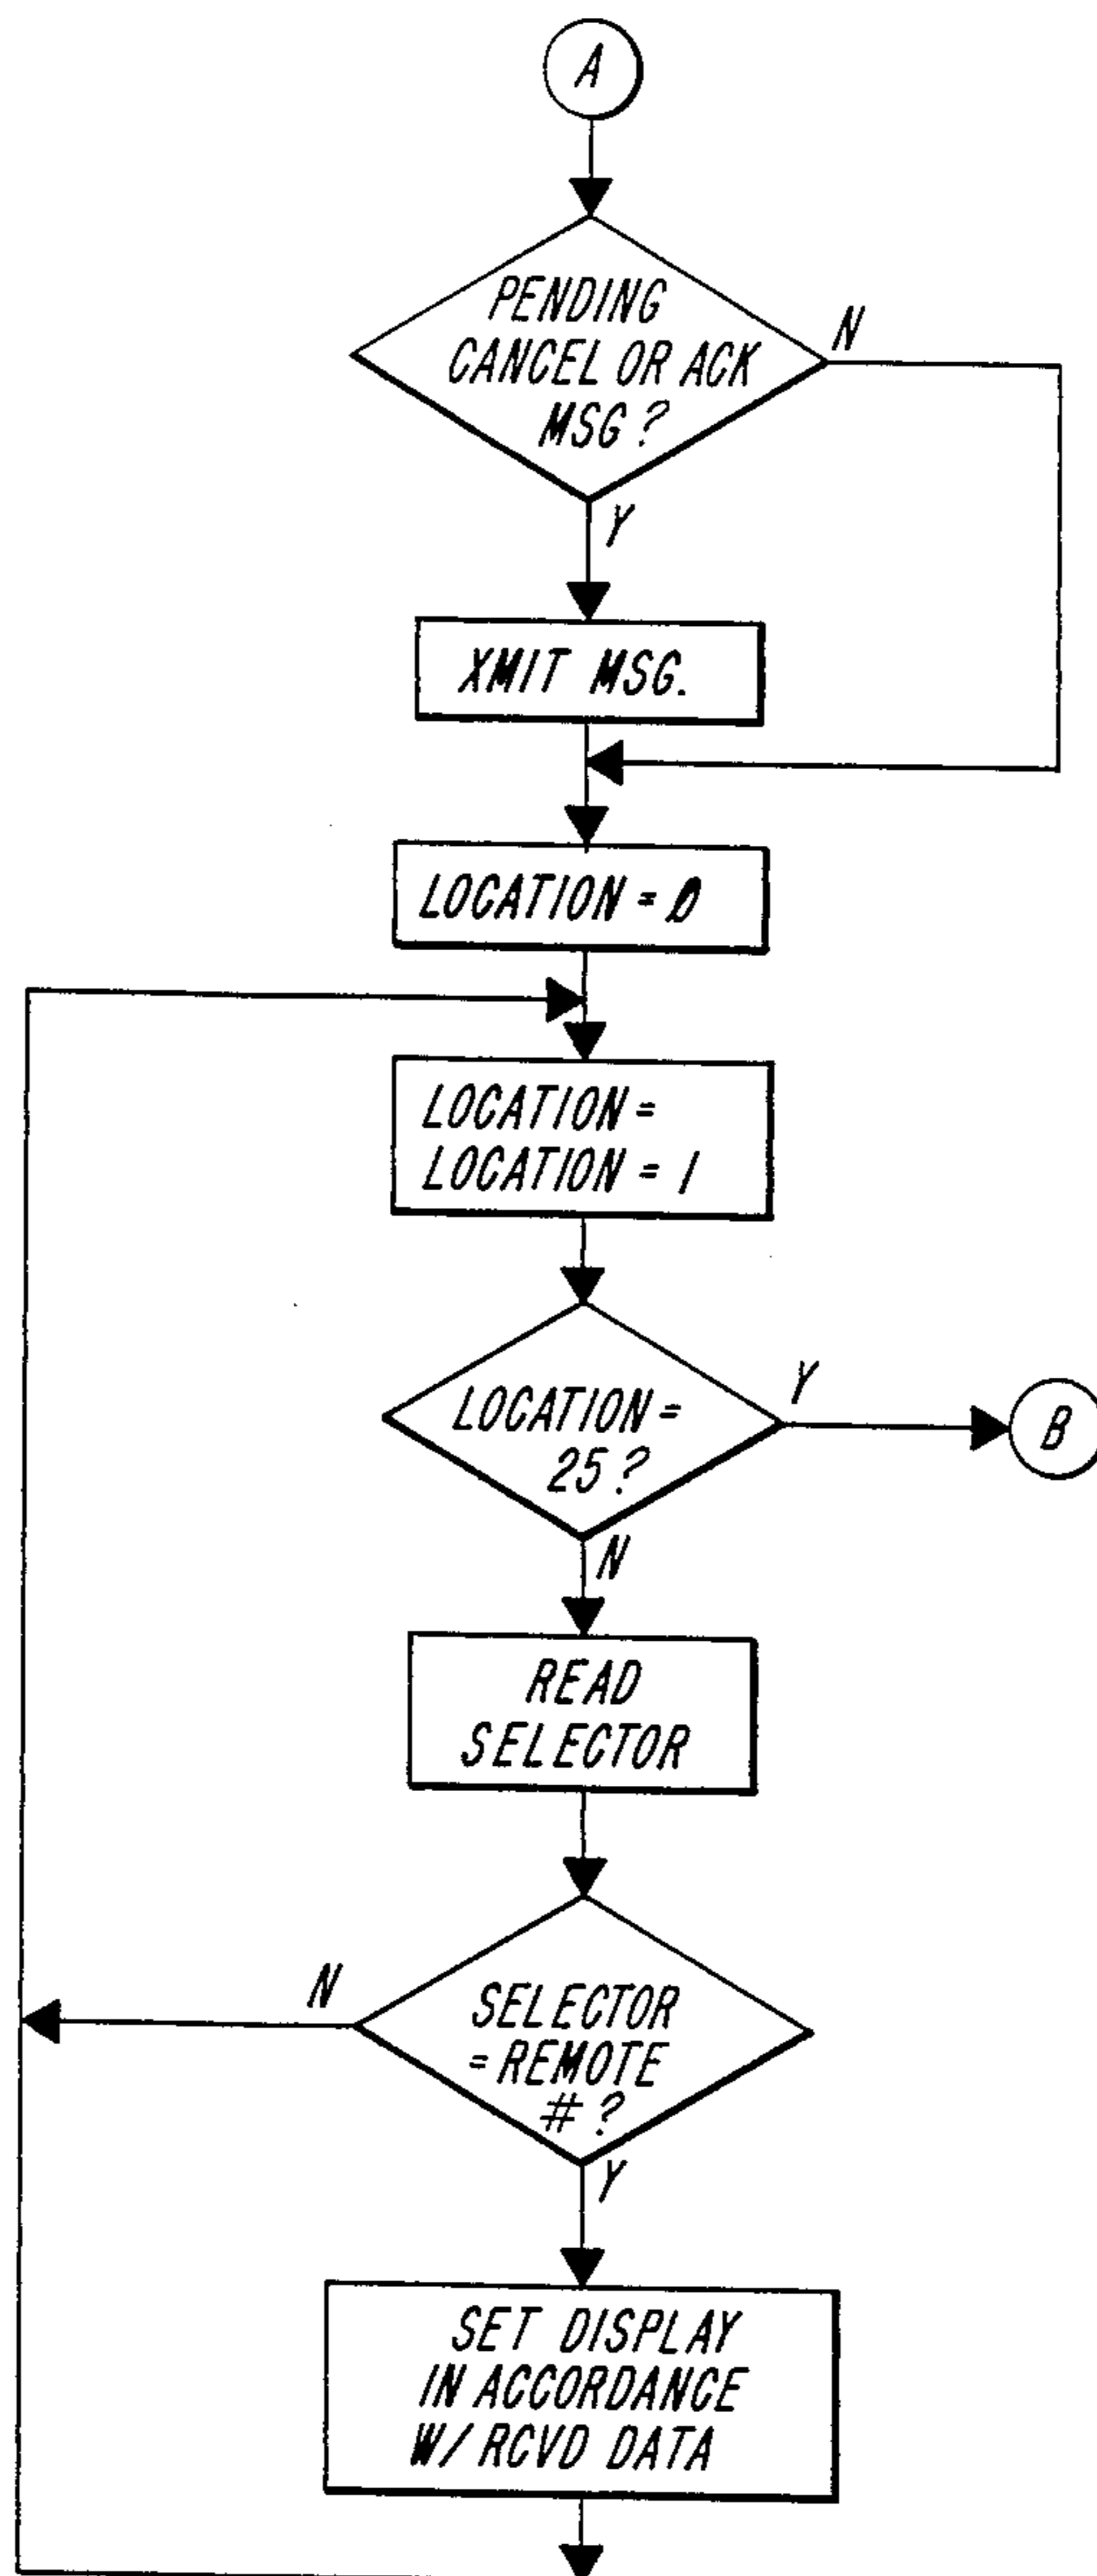 A
PENDING
CANCEL OR ACK
MSG?
N
Y
XMIT MSG.
LOCATION = 0
LOCATION =
LOCATION = 1
LOCATION =
25?
Y
B
N
READ
SELECTOR
SELECTOR
= REMOTE
#?
N
Y
SET DISPLAY
IN ACCORDANCE
W/ RCVD DATA